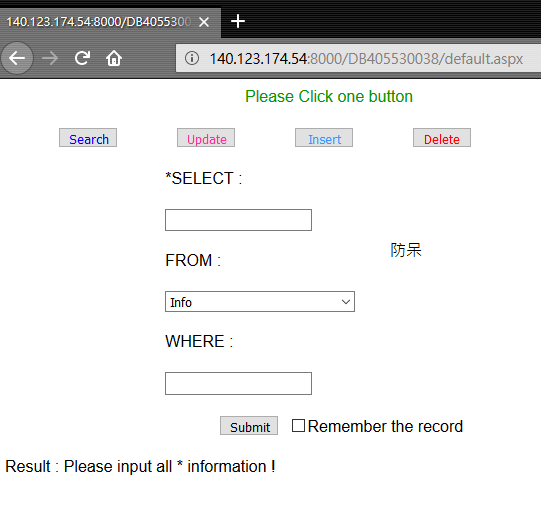 140.123.174.54:8000/DB4055300
140.123.174.54:8000/DB405530038/default.aspx
Please Click one button
Search Update Insert Delete
*SELECT :
FROM :
防呆
Info
WHERE :
Submit Remember the record
Result : Please input all * information !